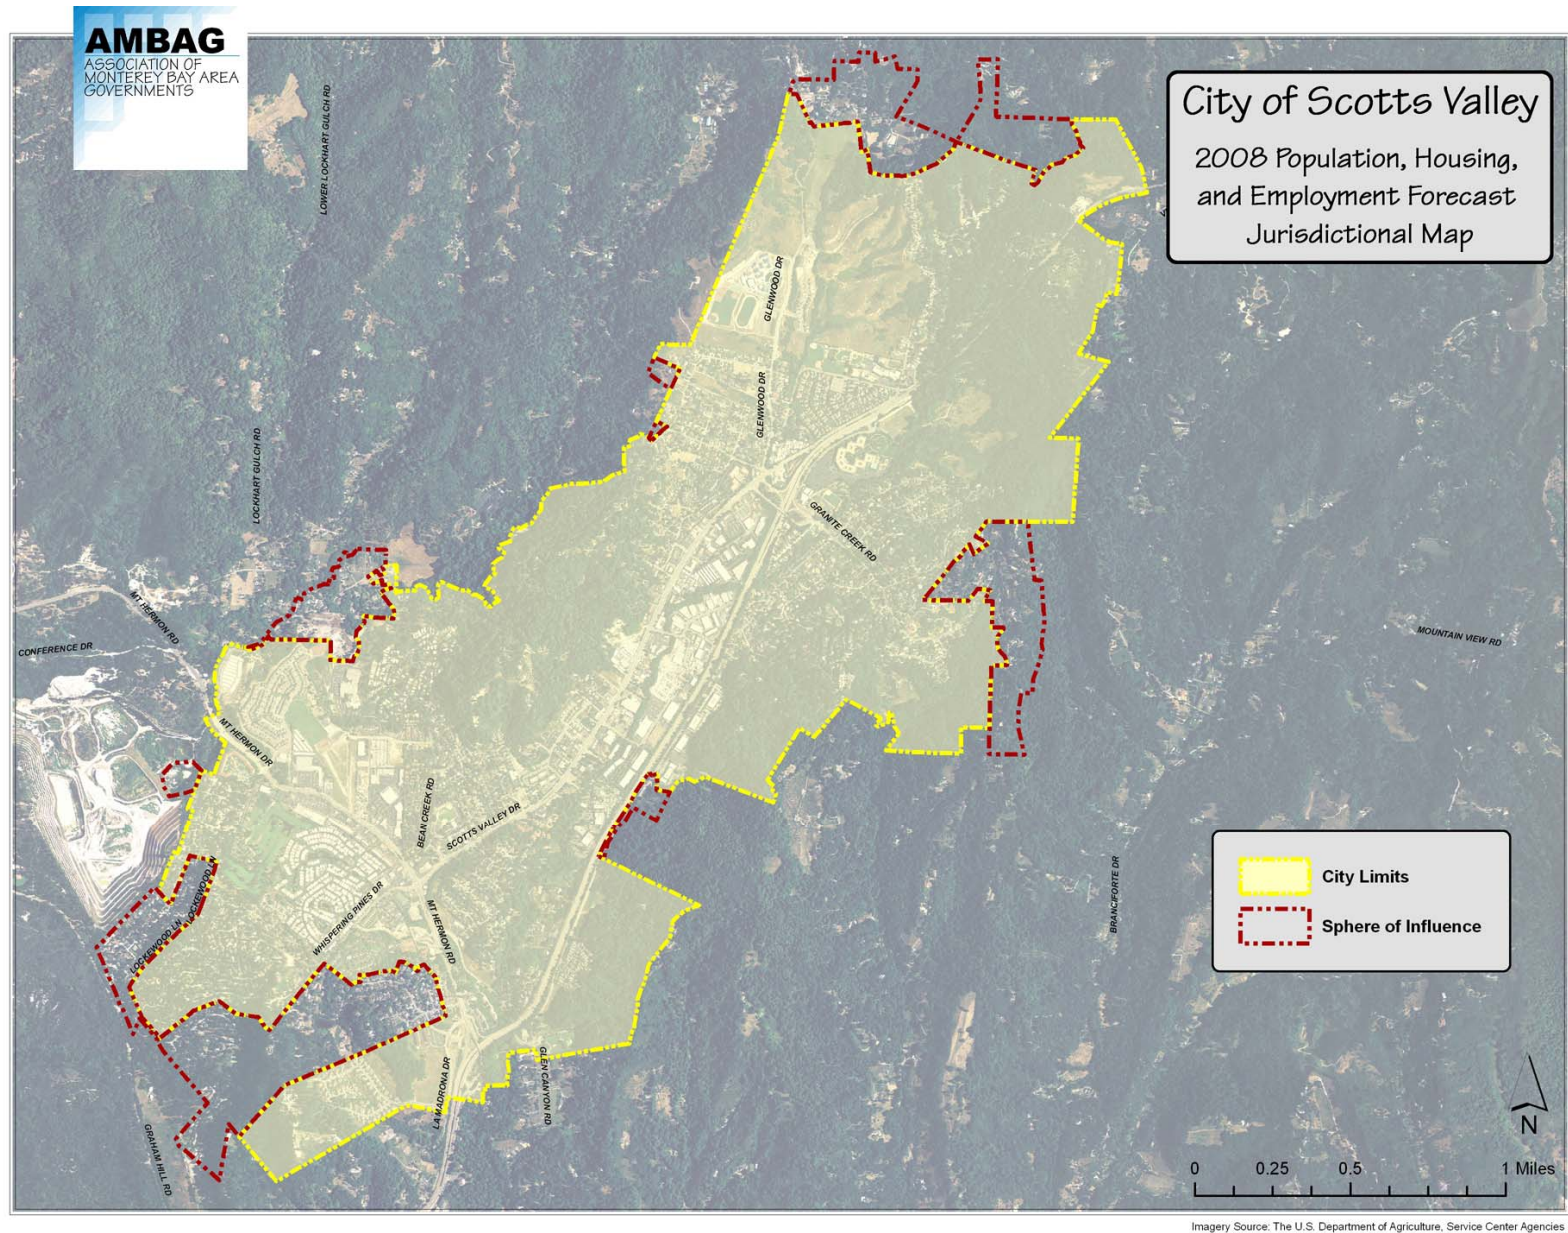 AMBAG
ASSOCIATION OF
MONTEREY BAY AREA
GOVERNMENTS
City of Scotts Valley
2008 Population, Housing,
and Employment Forecast
Jurisdictional Map
LOWER LOCKHART GULCH RD
GLENWOOD DR
GLENWOOD DR
LOCKHART GULCH RD
GRANITE CREEK RD
MT HERMON RD
CONFERENCE DR
MOUNTAIN VIEW RD
MT HERMON DR
BEAN CREEK RD
SCOTTS VALLEY DR
LOCKEWOOD LN
LOCKEWOOD LN
WHISPERING PINES DR
MT HERMON RD
BRANCIFORTE DR
City Limits
Sphere of Influence
LA MADRONA DR
GLEN CANYON RD
GRAHAM HILL RD
N
0 0.25 0.5 1 Miles
Imagery Source: The U.S. Department of Agriculture, Service Center Agencies